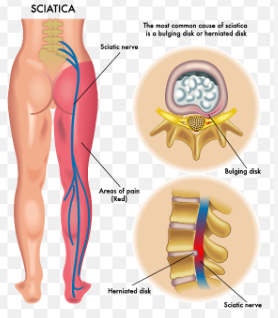 SCIATICA
The most common cause of sciatica
is a bulging disk or herniated disk
Sciatic nerve
Bulging disk
Areas of pain
(Red)
Herniated disk
Sciatic nerve